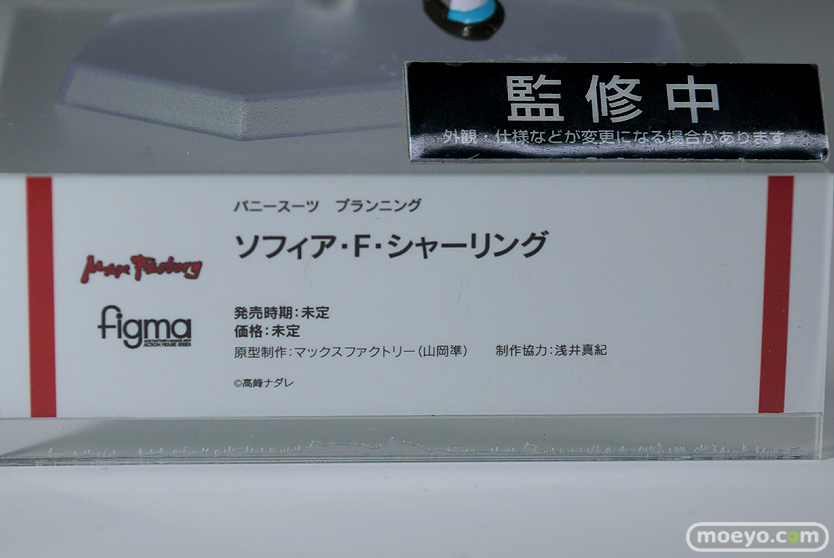 監修中
外観・仕様などが変更になる場合があります
バニースーツ プランニング
ソフィア・F・シャーリング
Max Factory
figma
発売時期：未定
価格：未定
原型制作：マックスファクトリー（山岡準） 制作協力：浅井真紀
©高峰ナダレ
moeyo.com